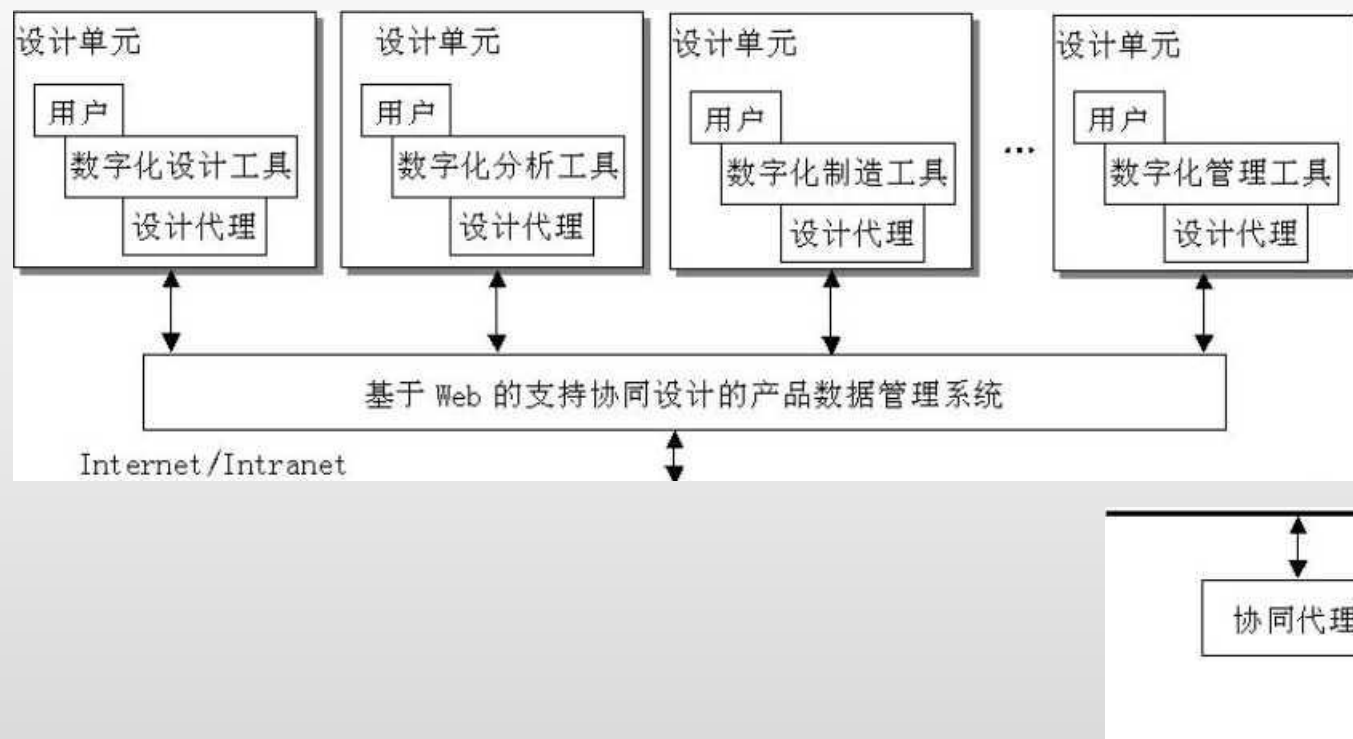 设计单元
用户
数字化设计工具
设计代理
设计单元
用户
数字化分析工具
设计代理
设计单元
用户
数字化制造工具
设计代理
...
设计单元
用户
数字化管理工具
设计代理
基于 Web 的支持协同设计的产品数据管理系统
Internet/Intranet
协同代理